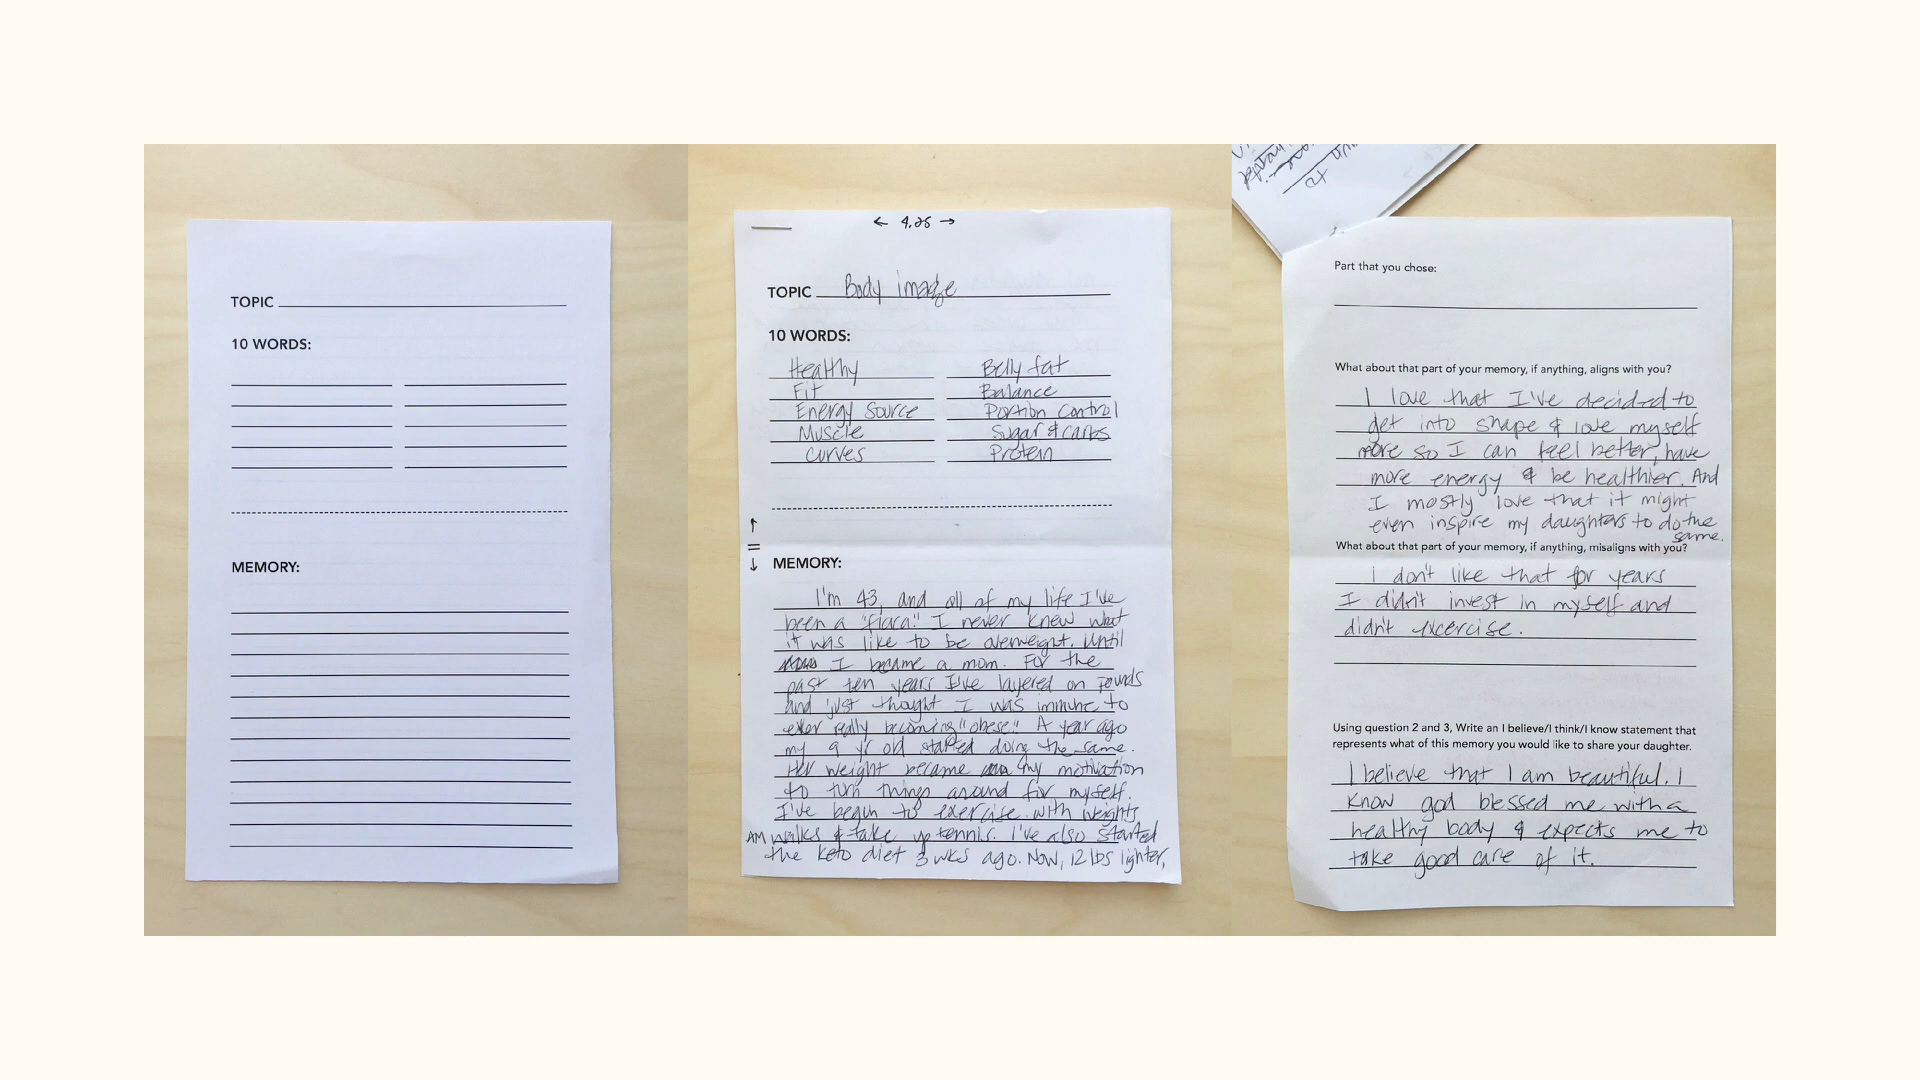 TOPIC
10 WORDS:
MEMORY:
← 4.25 →
TOPIC Body image
10 WORDS:
Healthy Belly fat
Fit Balance
Energy Source Portion control
Muscle Sugar & carbs
Curves Protein
↑
=
↓
MEMORY:
I'm 43, and all of my life I've
been a "flaca." I never knew what
it was like to be overweight. Until
I became a mom. For the
past ten years I've layered on pounds
and just thought I was immune to
ever really becoming "obese." A year ago
my 9 yr old started doing the same.
Her weight became my motivation
to turn things around for myself.
I've begun to exercise with weights
AM walks & take up tennis. I've also started
the keto diet 3 wks ago. Now, 12 lbs lighter,
to
Part that you chose:
What about that part of your memory, if anything, aligns with you?
I love that I've decided to
get into shape & love myself
more so I can feel better, have
more energy & be healthier. And
I mostly love that it might
even inspire my daughters to do the
same.
What about that part of your memory, if anything, misaligns with you?
I don't like that for years
I didn't invest in myself and
didn't excercise.
Using question 2 and 3, Write an I believe/I think/I know statement that
represents what of this memory you would like to share your daughter.
I believe that I am beautiful. I
know god blessed me with a
healthy body & expects me to
take good care of it.